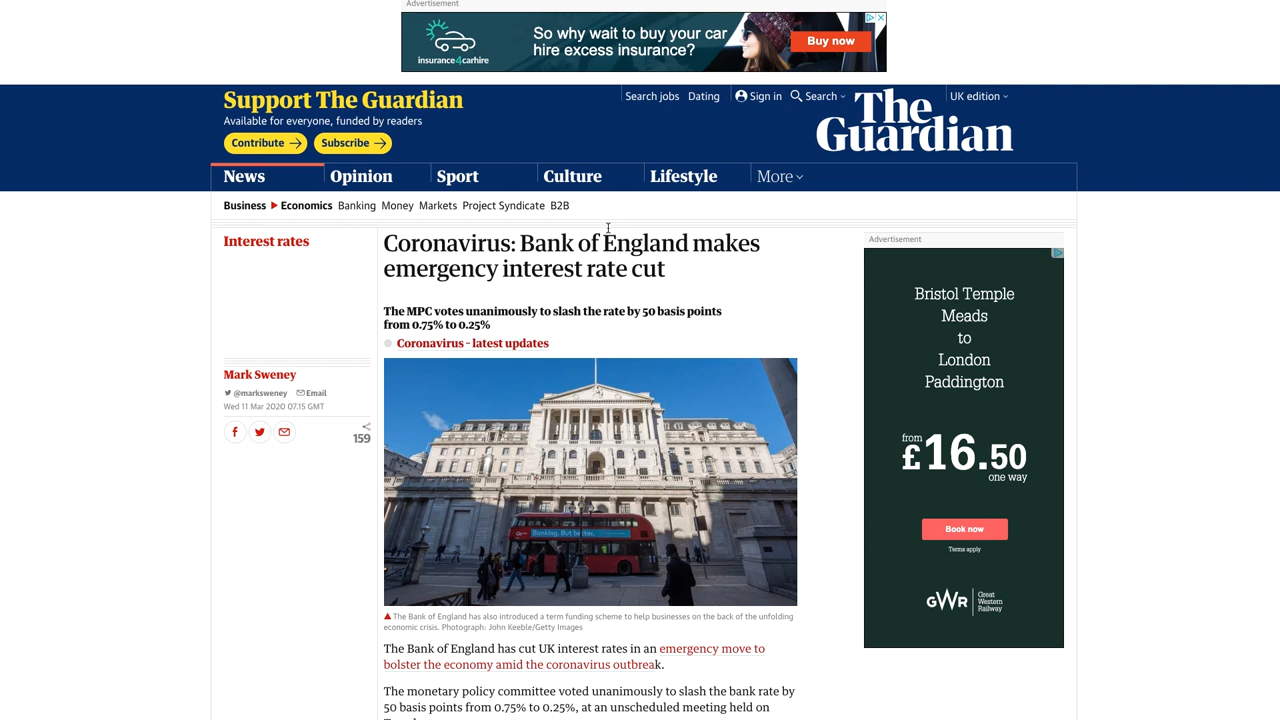 Advertisement
So why wait to buy your car
hire excess insurance?
Buy now
insurance4carhire
Support The Guardian
Available for everyone, funded by readers
Contribute
Subscribe
Search jobs Dating Sign in Search UK edition
The
Guardian
News Opinion Sport Culture Lifestyle More
Business Economics Banking Money Markets Project Syndicate B2B
Interest rates
Coronavirus: Bank of England makes
emergency interest rate cut
The MPC votes unanimously to slash the rate by 50 basis points
from 0.75% to 0.25%
Coronavirus – latest updates
Mark Sweney
@marksweney Email
Wed 11 Mar 2020 07.15 GMT
159
Banking. But better.
The Bank of England has also introduced a term funding scheme to help businesses on the back of the unfolding
economic crisis. Photograph: John Keeble/Getty Images
The Bank of England has cut UK interest rates in an emergency move to
bolster the economy amid the coronavirus outbreak.
The monetary policy committee voted unanimously to slash the bank rate by
50 basis points from 0.75% to 0.25%, at an unscheduled meeting held on
Advertisement
Bristol Temple
Meads
to
London
Paddington
from
£16.50
one way
Book now
Terms apply
GWR Great
Western
Railway